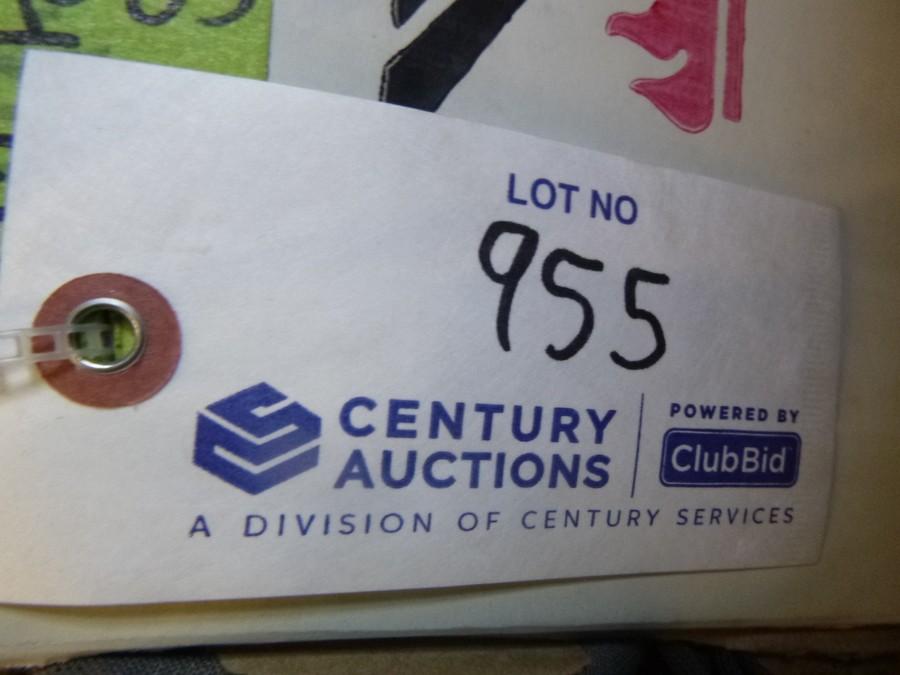 LOT NO
955
CENTURY
AUCTIONS
POWERED BY
ClubBid
A DIVISION OF CENTURY SERVICES